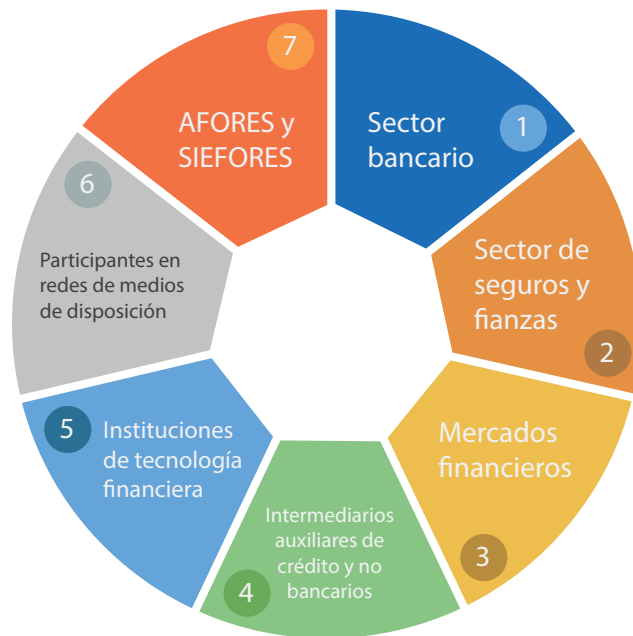 1
Sector
bancario
2
Sector de
seguros y
fianzas
3
Mercados
financieros
4
Intermediarios
auxiliares de
crédito y no
bancarios
5
Instituciones
de tecnología
financiera
6
Participantes en
redes de medios
de disposición
7
AFORES y
SIEFORES